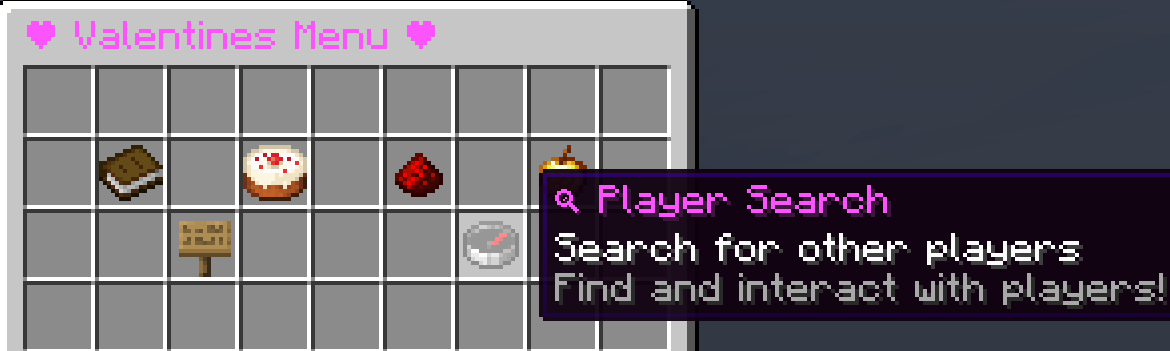 ♥ Valentines Menu ♥
🔍 Player Search
Search for other players
Find and interact with players!